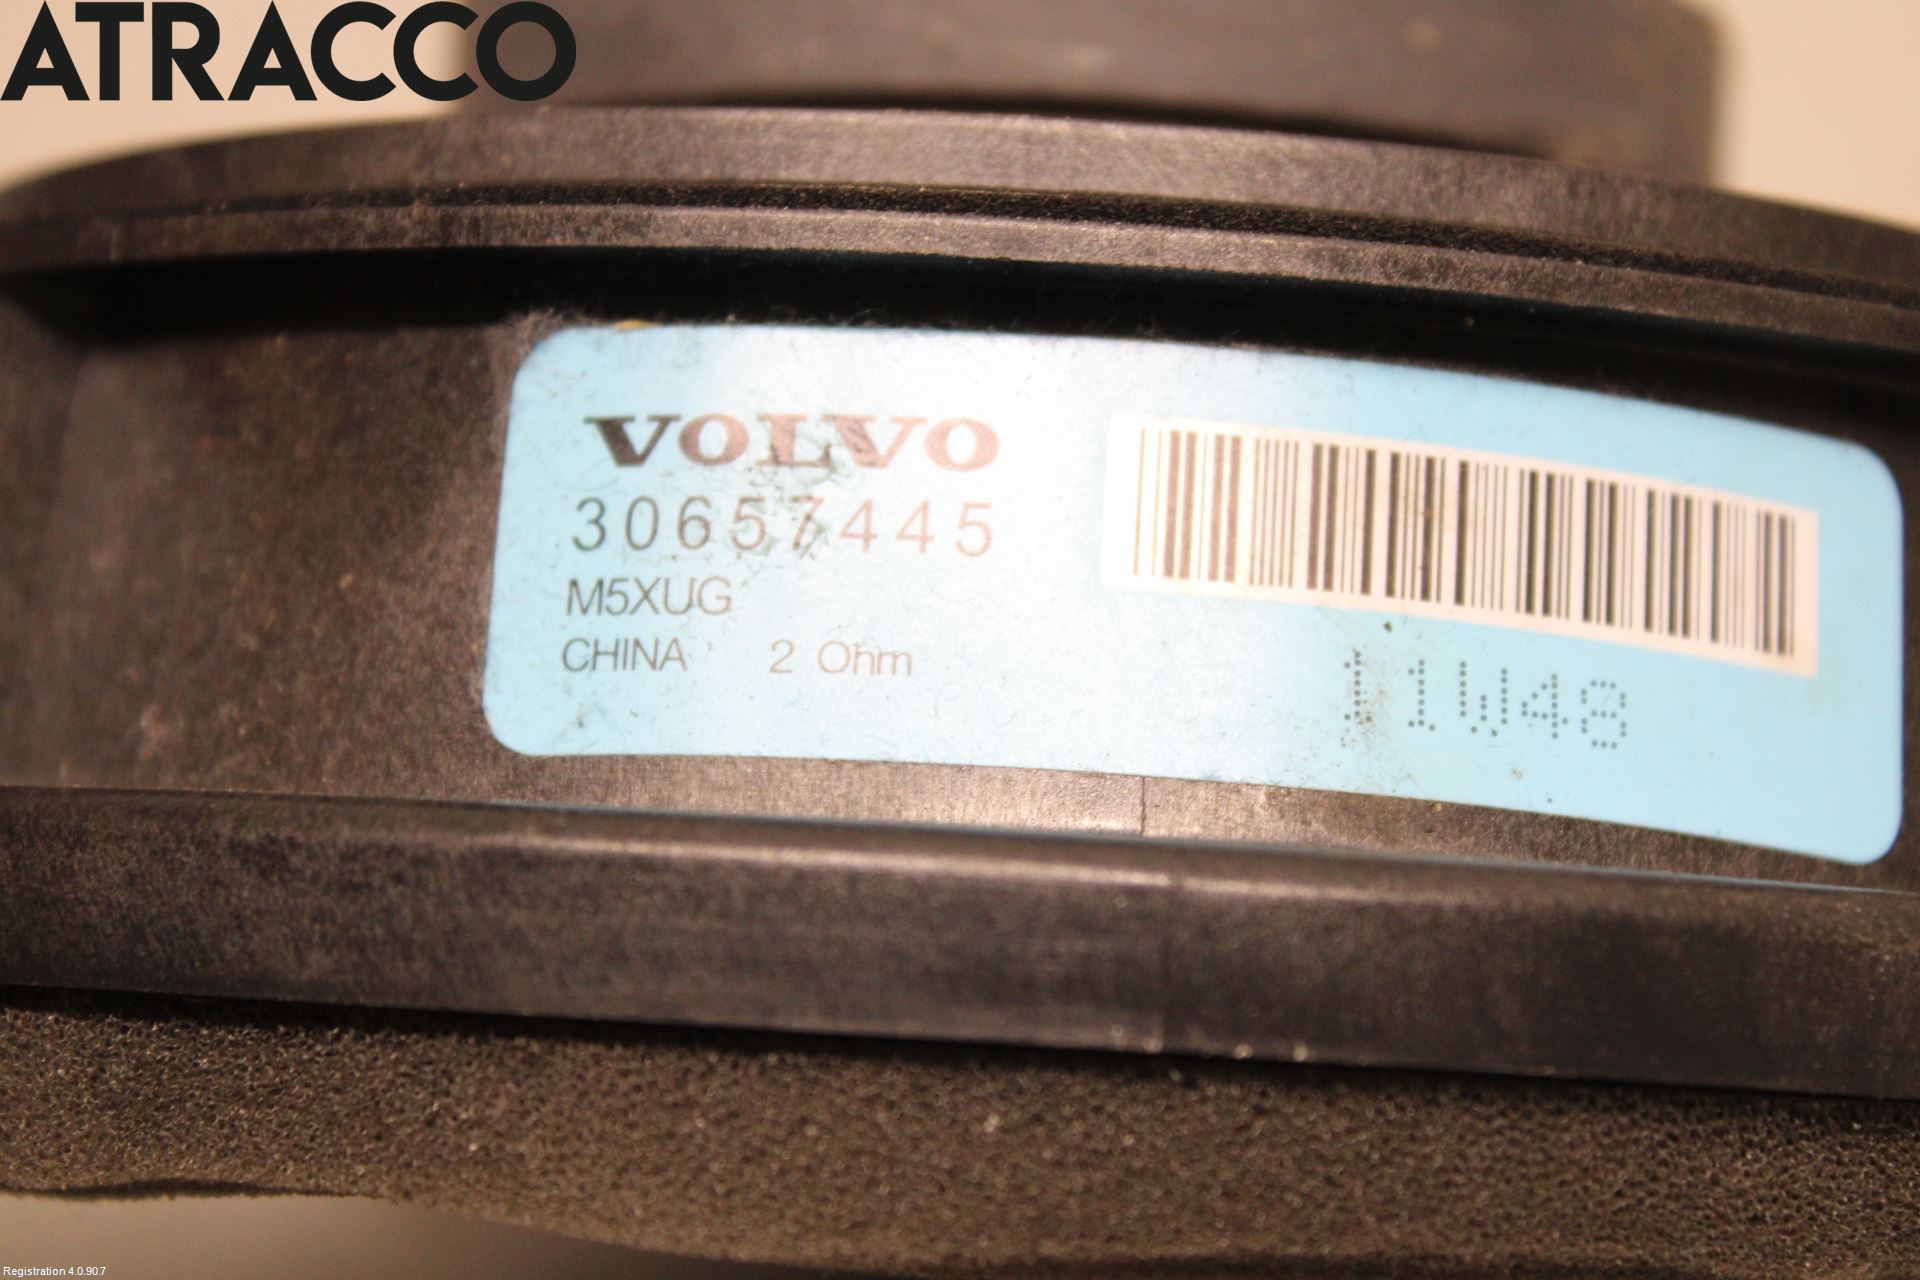 ATRACCO
VOLVO
30657445
M5XUG
CHINA 2 Ohm
11W48
Registration 4.0.90.7